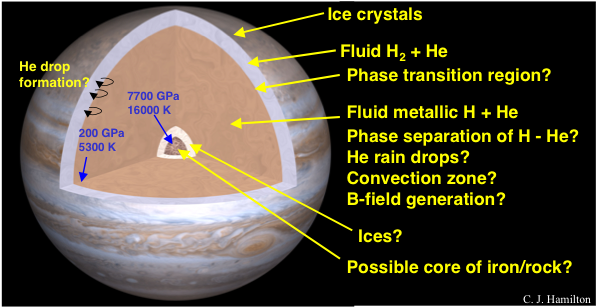 Ice crystals
Fluid H2 + He
He drop
formation?
Phase transition region?
7700 GPa
16000 K
Fluid metallic H + He
200 GPa
5300 K
Phase separation of H - He?
He rain drops?
Convection zone?
B-field generation?
Ices?
Possible core of iron/rock?
C. J. Hamilton